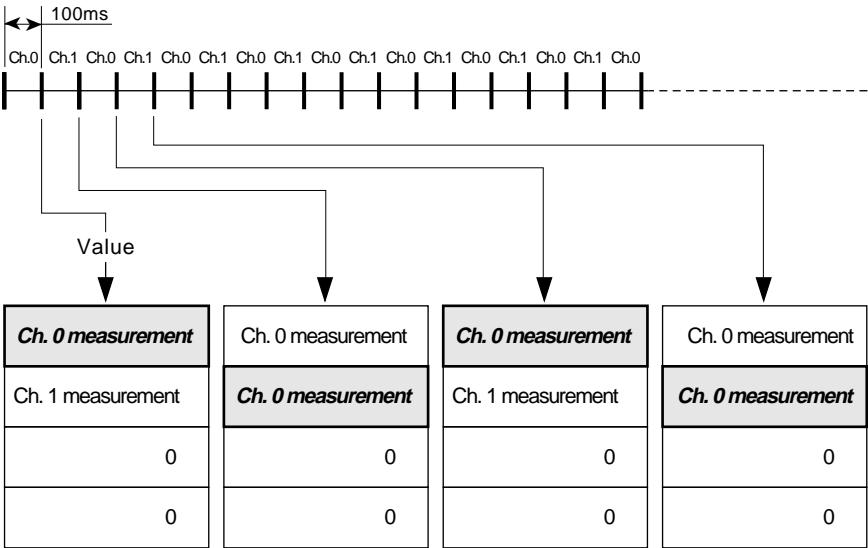 100ms
Ch.0 Ch.1 Ch.0 Ch.1 Ch.0 Ch.1 Ch.0 Ch.1 Ch.0 Ch.1 Ch.0 Ch.1 Ch.0 Ch.1 Ch.0 Ch.1 Ch.0
Value
Ch. 0 measurement
Ch. 1 measurement
0
0
Ch. 0 measurement
Ch. 0 measurement
0
0
Ch. 0 measurement
Ch. 1 measurement
0
0
Ch. 0 measurement
Ch. 0 measurement
0
0